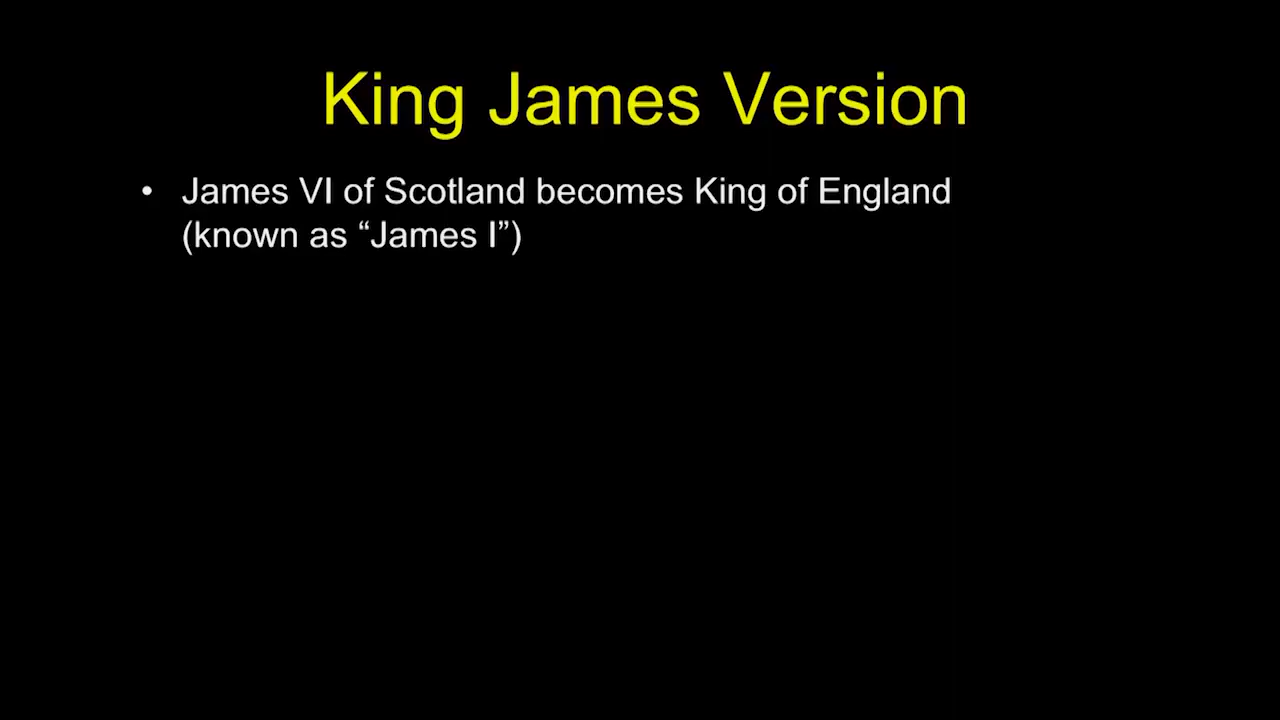 King James Version
• James VI of Scotland becomes King of England
(known as “James I”)